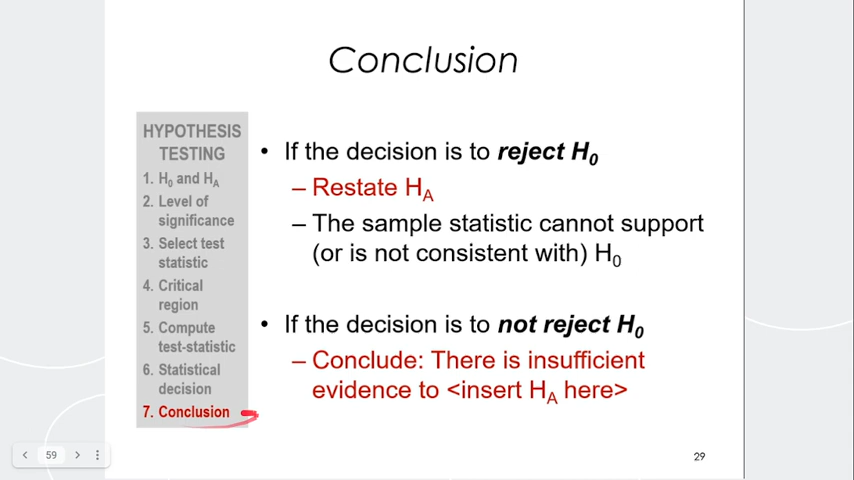 Conclusion
HYPOTHESIS
TESTING
1. H₀ and Hᴀ
2. Level of
significance
3. Select test
statistic
4. Critical
region
5. Compute
test-statistic
6. Statistical
decision
7. Conclusion
• If the decision is to reject H₀
– Restate Hᴀ
– The sample statistic cannot support
(or is not consistent with) H₀
• If the decision is to not reject H₀
– Conclude: There is insufficient
evidence to <insert Hᴀ here>
59
29